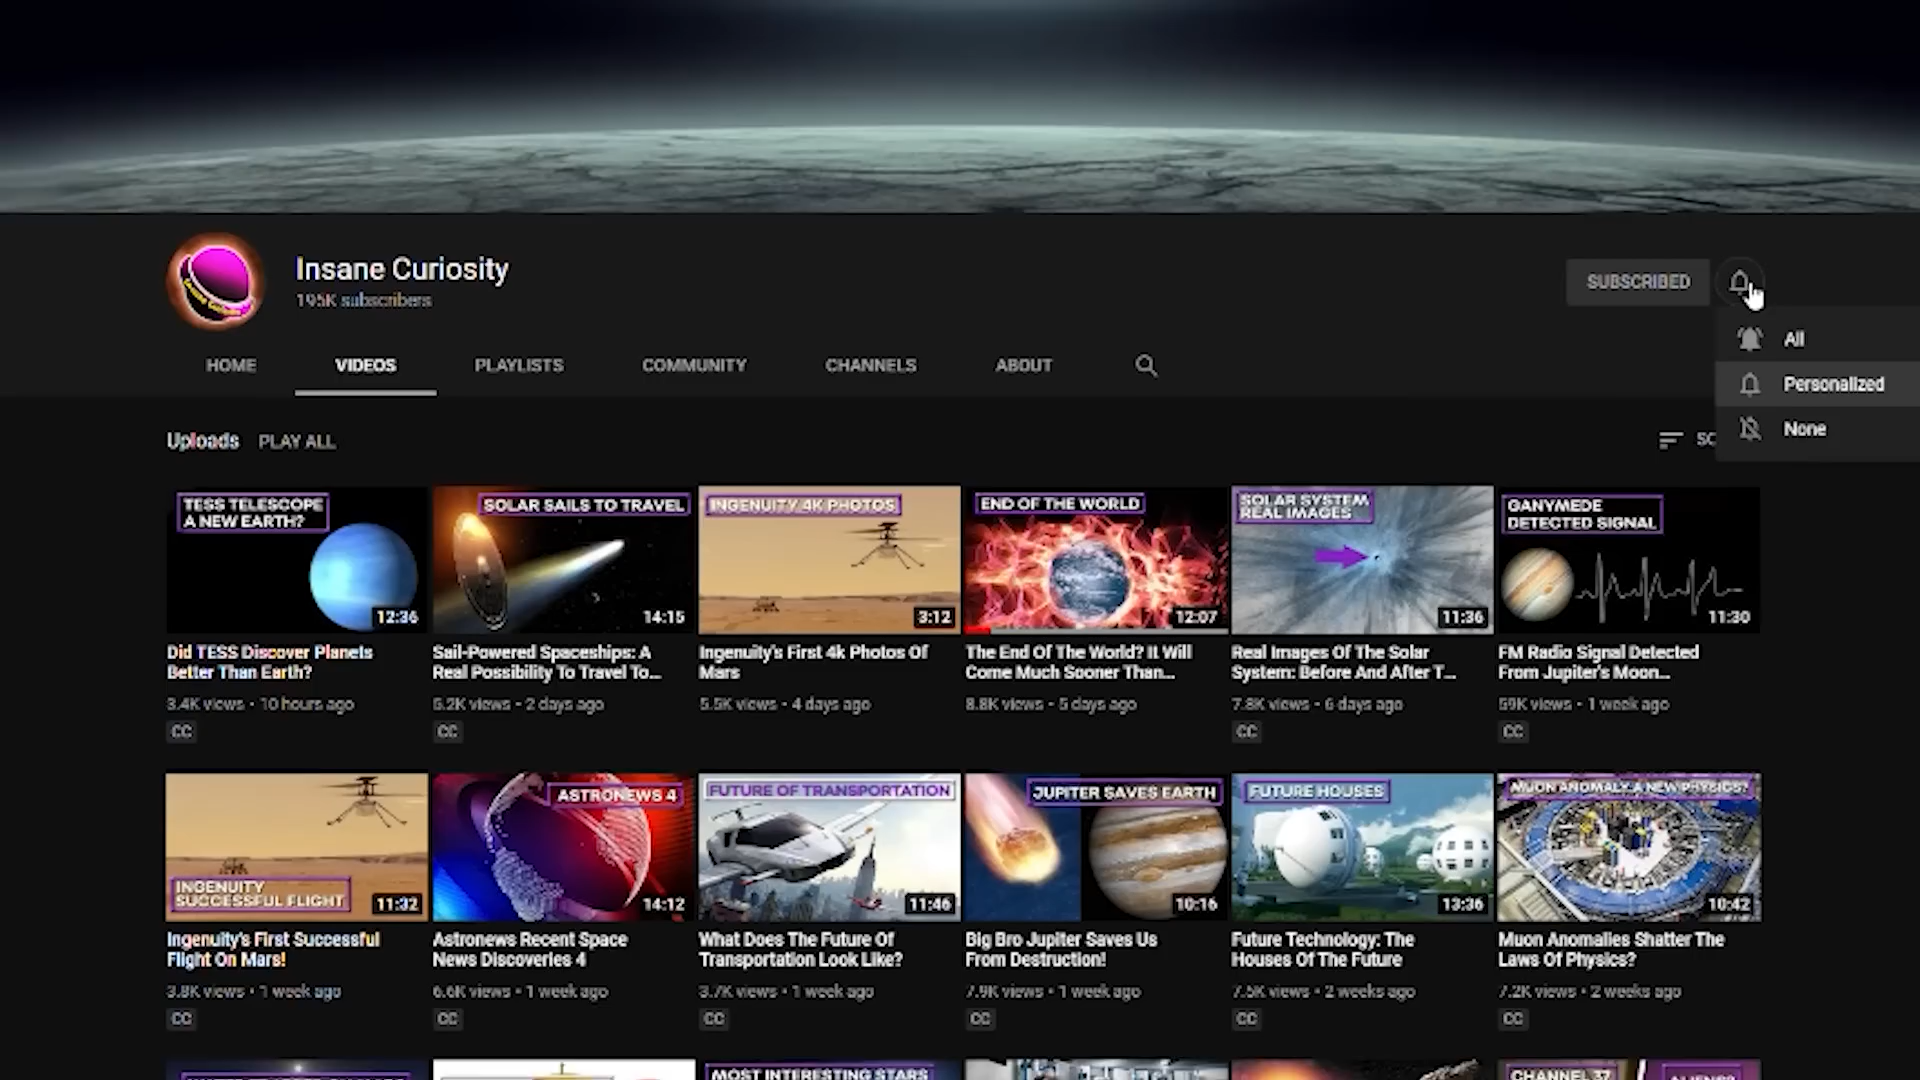 Insane Curiosity
195K subscribers
SUBSCRIBED
All
Personalized
None
HOME
VIDEOS
PLAYLISTS
COMMUNITY
CHANNELS
ABOUT
Uploads
PLAY ALL
TESS TELESCOPE
A NEW EARTH?
12:36
SOLAR SAILS TO TRAVEL
14:15
INGENUITY 4K PHOTOS
3:12
END OF THE WORLD
12:07
SOLAR SYSTEM
REAL IMAGES
11:36
GANYMEDE
DETECTED SIGNAL
11:30
Did TESS Discover Planets
Better Than Earth?
3.4K views • 10 hours ago
CC
Sail-Powered Spaceships: A
Real Possibility To Travel To...
5.2K views • 2 days ago
CC
Ingenuity's First 4k Photos Of
Mars
5.5K views • 4 days ago
The End Of The World? It Will
Come Much Sooner Than...
8.8K views • 5 days ago
Real Images Of The Solar
System: Before And After T...
7.8K views • 6 days ago
CC
FM Radio Signal Detected
From Jupiter's Moon...
59K views • 1 week ago
CC
INGENUITY
SUCCESSFUL FLIGHT
11:32
ASTRONEWS 4
14:12
FUTURE OF TRANSPORTATION
11:46
JUPITER SAVES EARTH
10:16
FUTURE HOUSES
13:36
MUON ANOMALY A NEW PHYSICS?
10:42
Ingenuity's First Successful
Flight On Mars!
3.8K views • 1 week ago
CC
Astronews Recent Space
News Discoveries 4
6.6K views • 1 week ago
CC
What Does The Future Of
Transportation Look Like?
3.7K views • 1 week ago
CC
Big Bro Jupiter Saves Us
From Destruction!
7.9K views • 1 week ago
CC
Future Technology: The
Houses Of The Future
7.5K views • 2 weeks ago
CC
Muon Anomalies Shatter The
Laws Of Physics?
7.2K views • 2 weeks ago
CC
MOST INTERESTING STARS
CHANNEL 37